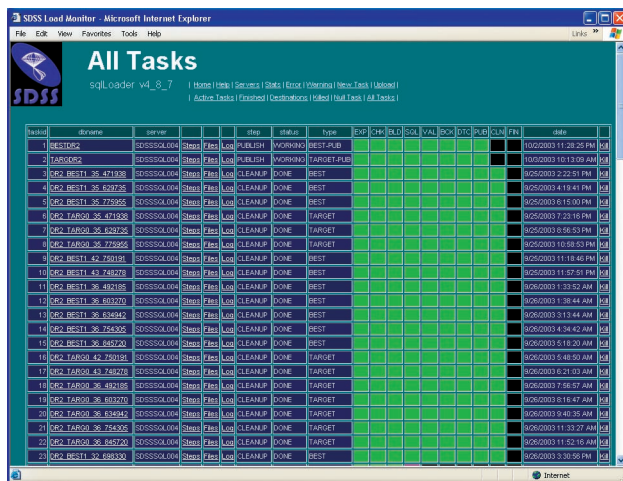 SDSS Load Monitor - Microsoft Internet Explorer
File Edit View Favorites Tools Help Links »
SDSS
All Tasks
sqlLoader v4_8_7
| Home | Help | Servers | Stats | Error | Warning | New Task | Upload |
| Active Tasks | Finished | Destinations | Killed | Null Task | All Tasks |
taskid dbname server step status type EXP CHK BLD SQL VAL BCK DTC PUB CLN FIN date
1 BESTDR2 SDSSSQL004 Steps Files Log PUBLISH WORKING BEST-PUB 10/2/2003 11:28:25 PM Kill
2 TARGDR2 SDSSSQL004 Steps Files Log PUBLISH WORKING TARGET-PUB 10/3/2003 10:13:09 AM Kill
3 DR2_BEST1_35_471938 SDSSSQL004 Steps Files Log CLEANUP DONE BEST 9/25/2003 2:22:51 PM Kill
4 DR2_BEST1_35_629735 SDSSSQL004 Steps Files Log CLEANUP DONE BEST 9/25/2003 4:19:41 PM Kill
5 DR2_BEST1_35_775955 SDSSSQL004 Steps Files Log CLEANUP DONE BEST 9/25/2003 6:15:00 PM Kill
6 DR2_TARG0_35_471938 SDSSSQL004 Steps Files Log CLEANUP DONE TARGET 9/25/2003 7:23:16 PM Kill
7 DR2_TARG0_35_629735 SDSSSQL004 Steps Files Log CLEANUP DONE TARGET 9/25/2003 8:56:53 PM Kill
8 DR2_TARG0_35_775955 SDSSSQL004 Steps Files Log CLEANUP DONE TARGET 9/25/2003 10:58:53 PM Kill
9 DR2_BEST1_42_750191 SDSSSQL004 Steps Files Log CLEANUP DONE BEST 9/25/2003 11:18:46 PM Kill
10 DR2_BEST1_43_748278 SDSSSQL004 Steps Files Log CLEANUP DONE BEST 9/25/2003 11:57:51 PM Kill
11 DR2_BEST1_36_492185 SDSSSQL004 Steps Files Log CLEANUP DONE BEST 9/26/2003 1:33:52 AM Kill
12 DR2_BEST1_36_603270 SDSSSQL004 Steps Files Log CLEANUP DONE BEST 9/26/2003 1:38:44 AM Kill
13 DR2_BEST1_36_634942 SDSSSQL004 Steps Files Log CLEANUP DONE BEST 9/26/2003 3:13:44 AM Kill
14 DR2_BEST1_36_754305 SDSSSQL004 Steps Files Log CLEANUP DONE BEST 9/26/2003 4:34:42 AM Kill
15 DR2_BEST1_36_845720 SDSSSQL004 Steps Files Log CLEANUP DONE BEST 9/26/2003 5:18:20 AM Kill
16 DR2_TARG0_42_750191 SDSSSQL004 Steps Files Log CLEANUP DONE TARGET 9/26/2003 5:48:50 AM Kill
17 DR2_TARG0_43_748278 SDSSSQL004 Steps Files Log CLEANUP DONE TARGET 9/26/2003 6:21:03 AM Kill
18 DR2_TARG0_36_492185 SDSSSQL004 Steps Files Log CLEANUP DONE TARGET 9/26/2003 7:56:57 AM Kill
19 DR2_TARG0_36_603270 SDSSSQL004 Steps Files Log CLEANUP DONE TARGET 9/26/2003 8:16:47 AM Kill
20 DR2_TARG0_36_634942 SDSSSQL004 Steps Files Log CLEANUP DONE TARGET 9/26/2003 9:40:35 AM Kill
21 DR2_TARG0_36_754305 SDSSSQL004 Steps Files Log CLEANUP DONE TARGET 9/26/2003 11:33:27 AM Kill
22 DR2_TARG0_36_845720 SDSSSQL004 Steps Files Log CLEANUP DONE TARGET 9/26/2003 11:52:16 AM Kill
23 DR2_BEST1_32_698330 SDSSSQL004 Steps Files Log CLEANUP DONE BEST 9/26/2003 3:30:56 PM Kill
Internet